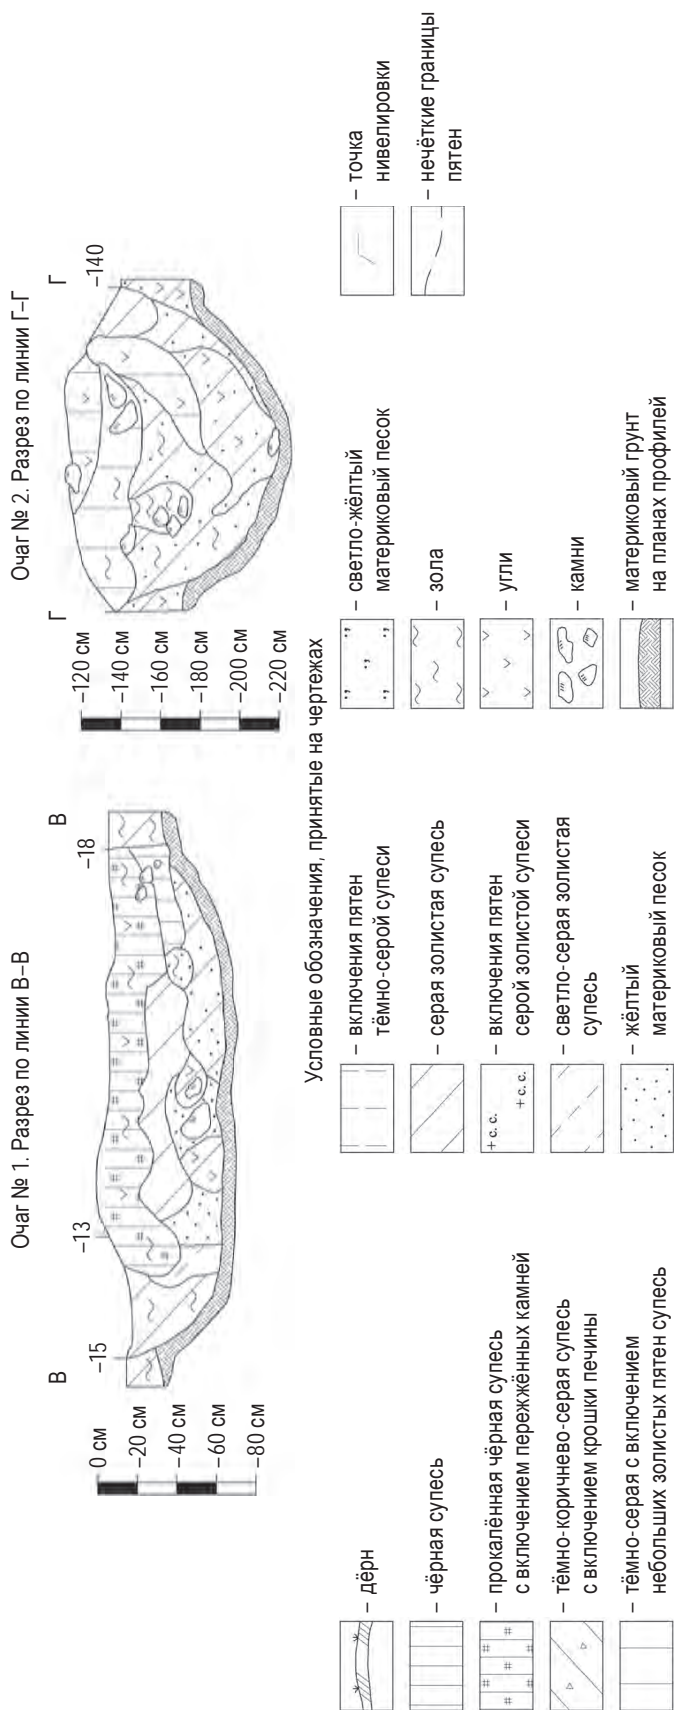 Очаг № 1. Разрез по линии В–В
В
В
–15
–13
–18
0 см
–20 см
–40 см
–60 см
–80 см
Очаг № 2. Разрез по линии Г–Г
Г
Г
–140
–120 см
–140 см
–160 см
–180 см
–200 см
–220 см
Условные обозначения, принятые на чертежах
– дёрн
– чёрная супесь
– прокалённая чёрная супесь
с включением пережжённых камней
– тёмно-коричнево-серая супесь
с включением крошки печины
– тёмно-серая с включением
небольших золистых пятен супесь
– включения пятен
тёмно-серой супеси
– серая золистая супесь
+ с. с.
+ с. с.
– включения пятен
серой золистой супеси
– светло-серая золистая
супесь
– жёлтый
материковый песок
– светло-жёлтый
материковый песок
– зола
– угли
– камни
– материковый грунт
на планах профилей
– точка
нивелировки
– нечёткие границы
пятен